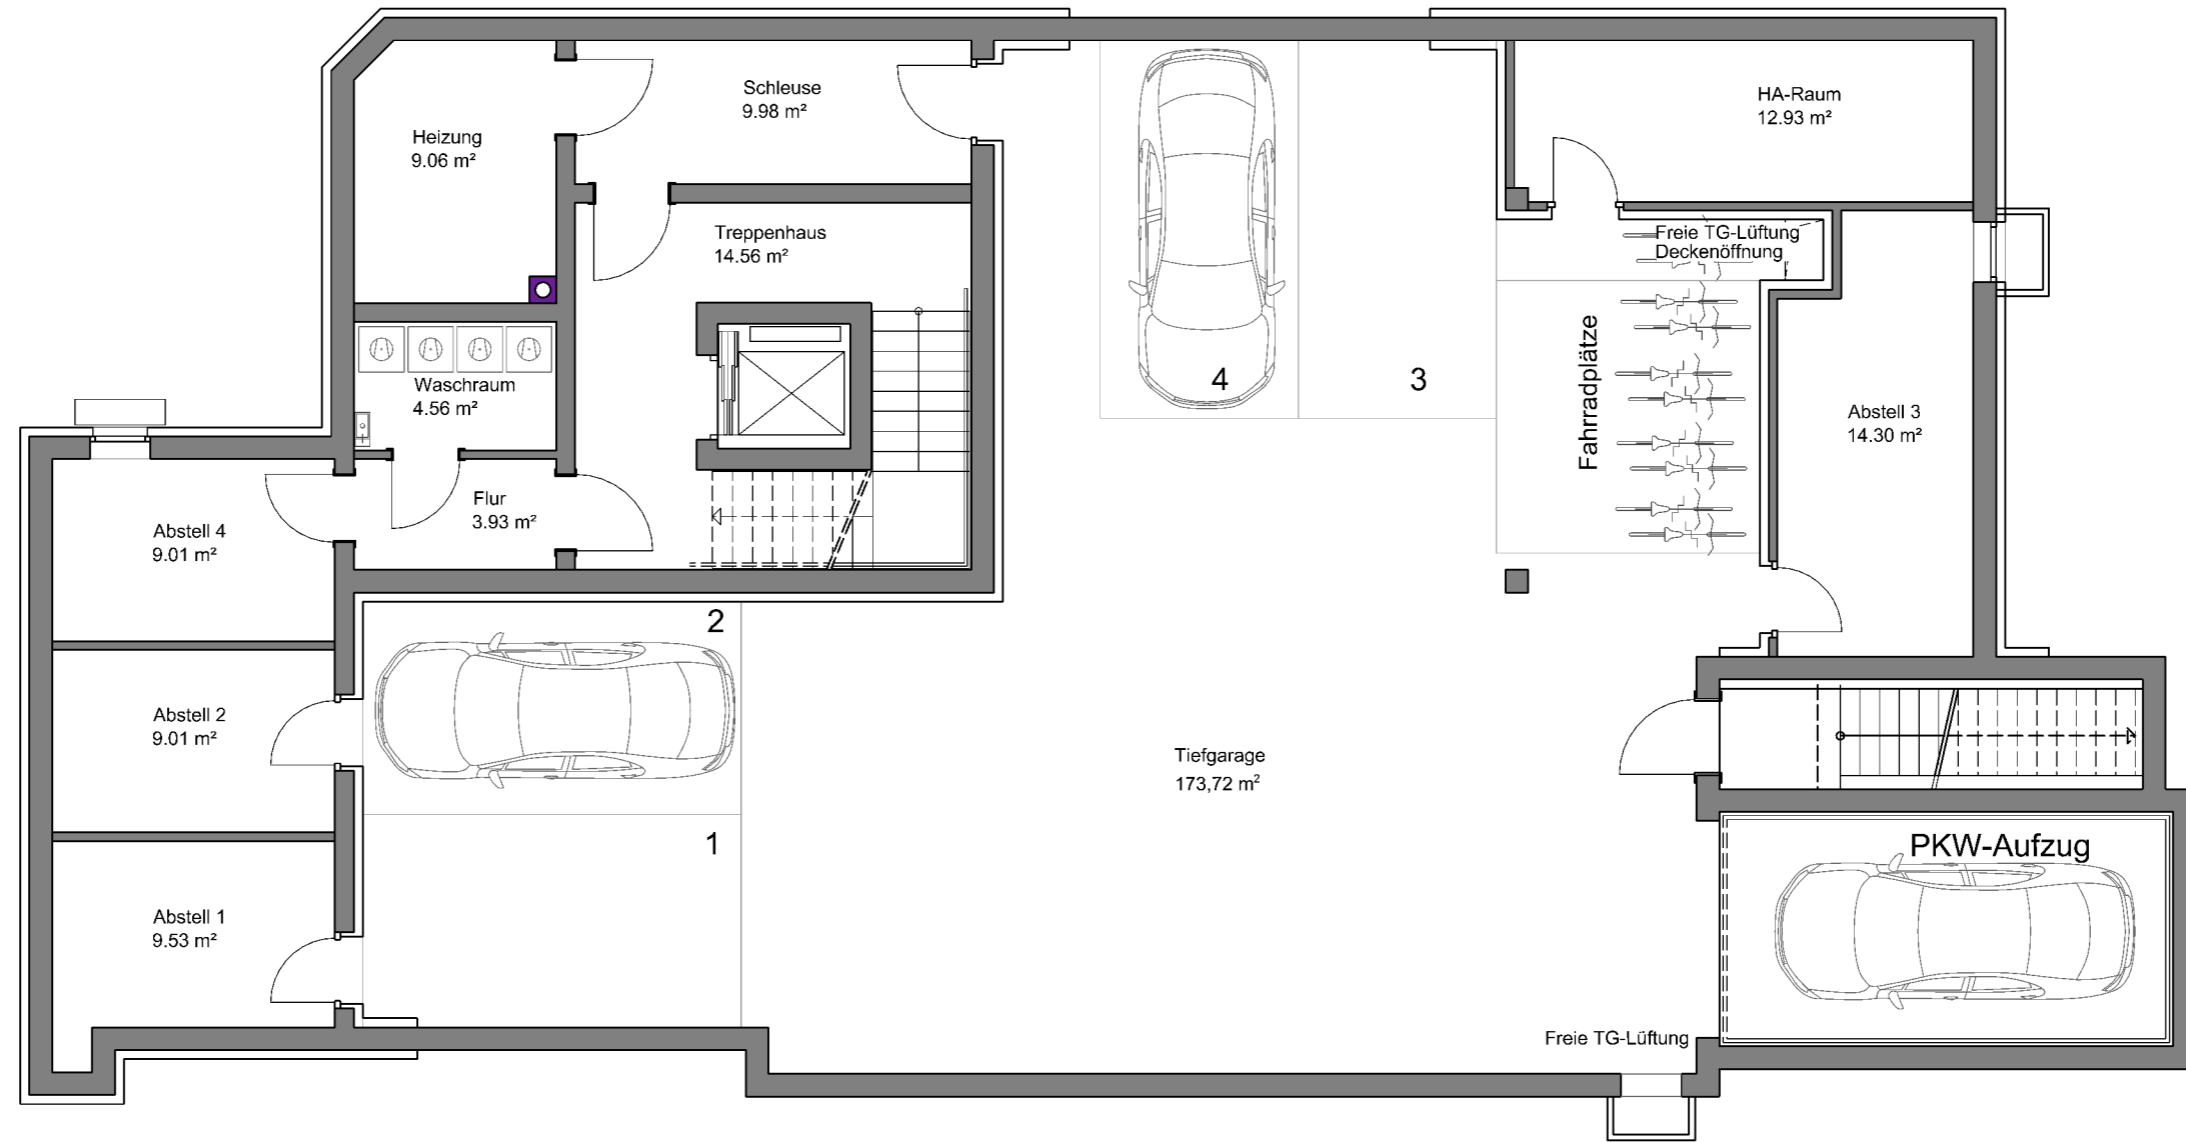 Schleuse
9.98 m²
HA-Raum
12.93 m²
Heizung
9.06 m²
Treppenhaus
14.56 m²
Freie TG-Lüftung
Deckenöffnung
Waschraum
4.56 m²
4
3
Fahrradplätze
Abstell 3
14.30 m²
Flur
3.93 m²
Abstell 4
9.01 m²
2
Abstell 2
9.01 m²
Tiefgarage
173,72 m²
1
PKW-Aufzug
Abstell 1
9.53 m²
Freie TG-Lüftung